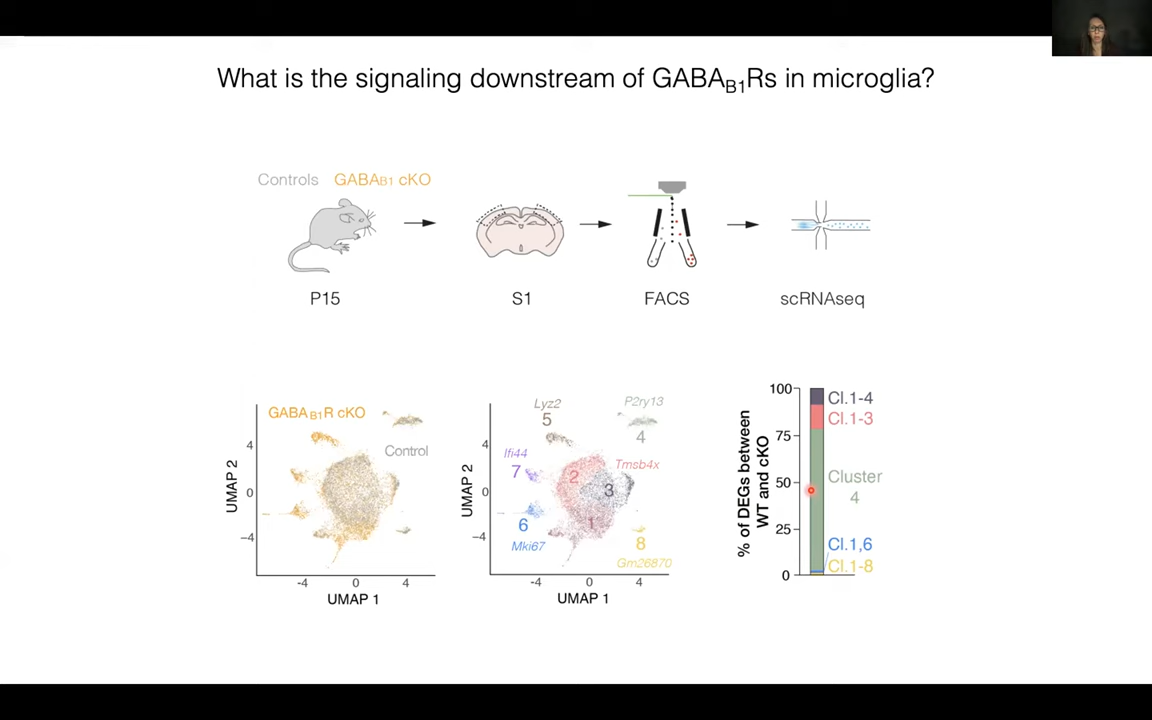 What is the signaling downstream of GABAB1Rs in microglia?
Controls GABAB1 cKO
P15
S1
FACS
scRNAseq
GABAB1R cKO
Control
UMAP 2
4
0
−4
-4
0
4
UMAP 1
Lyz2
5
P2ry13
4
Ifi44
7
Tmsb4x
2
3
6
Mki67
1
8
Gm26870
UMAP 2
4
0
−4
-4
0
4
UMAP 1
% of DEGs between
WT and cKO
100
75
50
25
0
Cl.1-4
Cl.1-3
Cluster
4
Cl.1,6
Cl.1-8